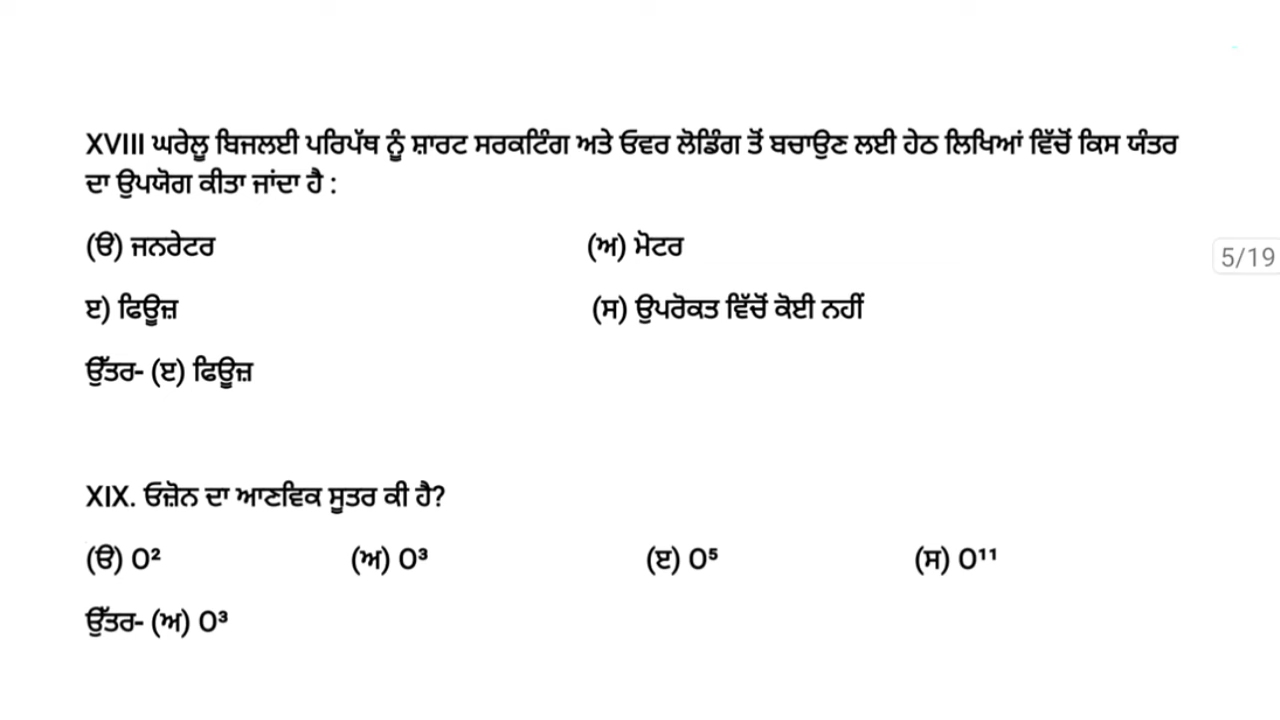 XVIII ਘਰੇਲੂ ਬਿਜਲਈ ਪਰਿਪੱਥ ਨੂੰ ਸ਼ਾਰਟ ਸਰਕਟਿੰਗ ਅਤੇ ਓਵਰ ਲੋਡਿੰਗ ਤੋਂ ਬਚਾਉਣ ਲਈ ਹੇਠ ਲਿਖਿਆਂ ਵਿੱਚੋਂ ਕਿਸ ਯੰਤਰ
ਦਾ ਉਪਯੋਗ ਕੀਤਾ ਜਾਂਦਾ ਹੈ :
(ੳ) ਜਨਰੇਟਰ (ਅ) ਮੋਟਰ
5/19
ੲ) ਫਿਊਜ਼ (ਸ) ਉਪਰੋਕਤ ਵਿੱਚੋਂ ਕੋਈ ਨਹੀਂ
ਉੱਤਰ- (ੲ) ਫਿਊਜ਼
XIX. ਓਜ਼ੋਨ ਦਾ ਆਣਵਿਕ ਸੂਤਰ ਕੀ ਹੈ?
(ੳ) O² (ਅ) O³ (ੲ) O⁵ (ਸ) O¹¹
ਉੱਤਰ- (ਅ) O³